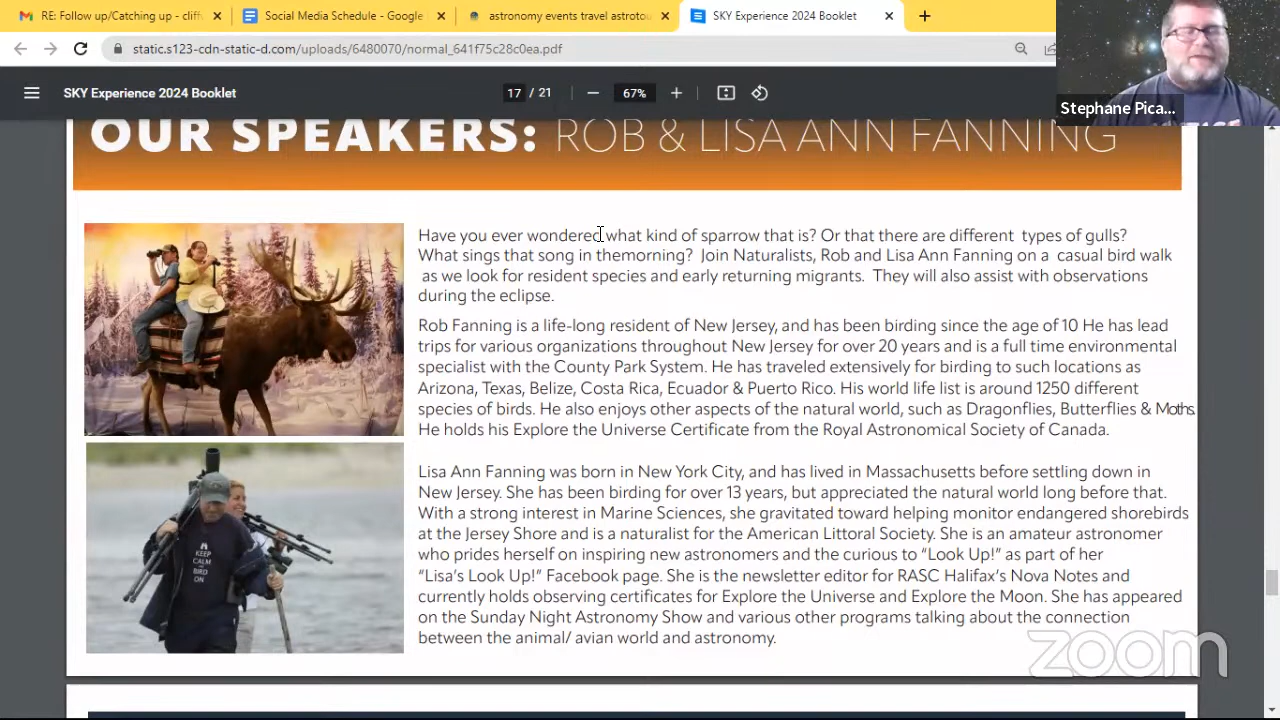 RE: Follow up/Catching up - cliff
Social Media Schedule - Google
astronomy events travel astrotou
SKY Experience 2024 Booklet
static.s123-cdn-static-d.com/uploads/6480070/normal_641f75c28c0ea.pdf
SKY Experience 2024 Booklet
17 / 21
67%
Stephane Pica...
OUR SPEAKERS: ROB & LISA ANN FANNING
Have you ever wondered what kind of sparrow that is? Or that there are different types of gulls?
What sings that song in themorning? Join Naturalists, Rob and Lisa Ann Fanning on a casual bird walk
as we look for resident species and early returning migrants. They will also assist with observations
during the eclipse.
Rob Fanning is a life-long resident of New Jersey, and has been birding since the age of 10 He has lead
trips for various organizations throughout New Jersey for over 20 years and is a full time environmental
specialist with the County Park System. He has traveled extensively for birding to such locations as
Arizona, Texas, Belize, Costa Rica, Ecuador & Puerto Rico. His world life list is around 1250 different
species of birds. He also enjoys other aspects of the natural world, such as Dragonflies, Butterflies & Moths.
He holds his Explore the Universe Certificate from the Royal Astronomical Society of Canada.
Lisa Ann Fanning was born in New York City, and has lived in Massachusetts before settling down in
New Jersey. She has been birding for over 13 years, but appreciated the natural world long before that.
With a strong interest in Marine Sciences, she gravitated toward helping monitor endangered shorebirds
at the Jersey Shore and is a naturalist for the American Littoral Society. She is an amateur astronomer
who prides herself on inspiring new astronomers and the curious to “Look Up!” as part of her
“Lisa’s Look Up!” Facebook page. She is the newsletter editor for RASC Halifax’s Nova Notes and
currently holds observing certificates for Explore the Universe and Explore the Moon. She has appeared
on the Sunday Night Astronomy Show and various other programs talking about the connection
between the animal/ avian world and astronomy.
KEEP
CALM
BIRD
ON
zoom